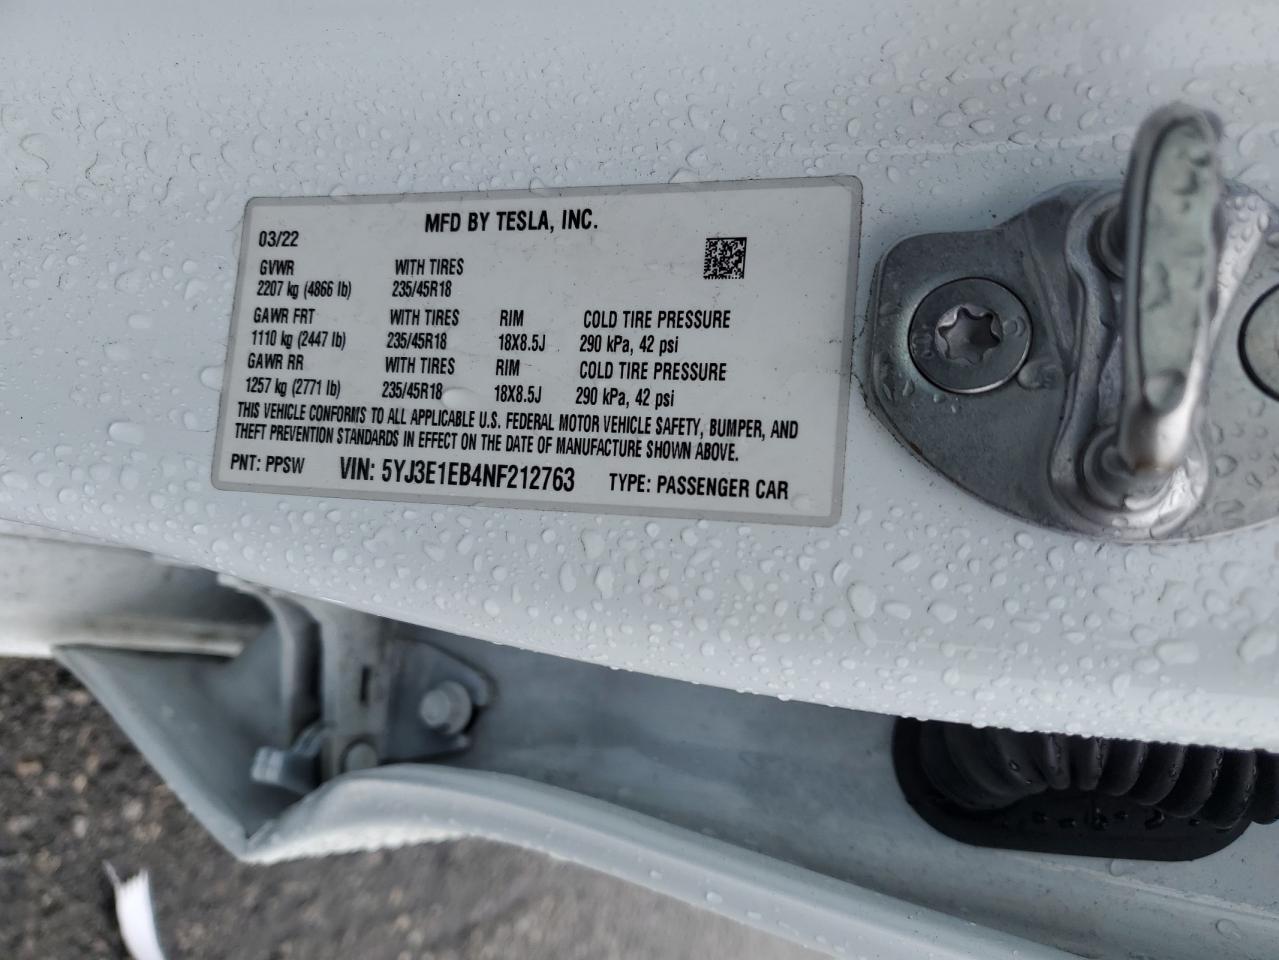 MFD BY TESLA, INC.
03/22
GVWR WITH TIRES
2207 kg (4866 lb) 235/45R18
GAWR FRT WITH TIRES RIM COLD TIRE PRESSURE
1110 kg (2447 lb) 235/45R18 18X8.5J 290 kPa, 42 psi
GAWR RR WITH TIRES RIM COLD TIRE PRESSURE
1257 kg (2771 lb) 235/45R18 18X8.5J 290 kPa, 42 psi
THIS VEHICLE CONFORMS TO ALL APPLICABLE U.S. FEDERAL MOTOR VEHICLE SAFETY, BUMPER, AND
THEFT PREVENTION STANDARDS IN EFFECT ON THE DATE OF MANUFACTURE SHOWN ABOVE.
PNT: PPSW VIN: 5YJ3E1EB4NF212763 TYPE: PASSENGER CAR